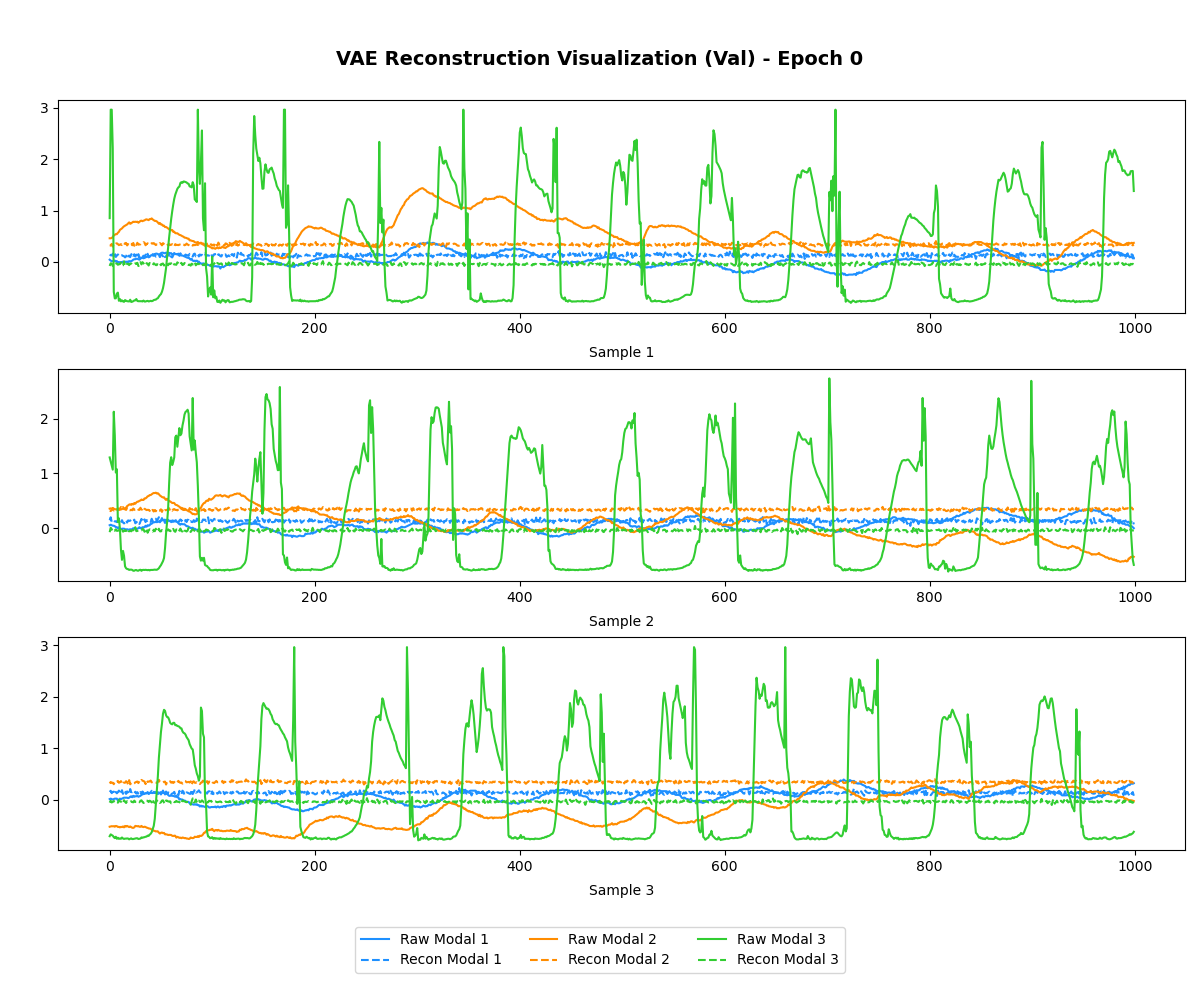 VAE Reconstruction Visualization (Val) - Epoch 0
3
2
1
0
0 200 400 600 800 1000
Sample 1
2
1
0
0 200 400 600 800 1000
Sample 2
3
2
1
0
0 200 400 600 800 1000
Sample 3
Raw Modal 1 Raw Modal 2 Raw Modal 3
Recon Modal 1 Recon Modal 2 Recon Modal 3